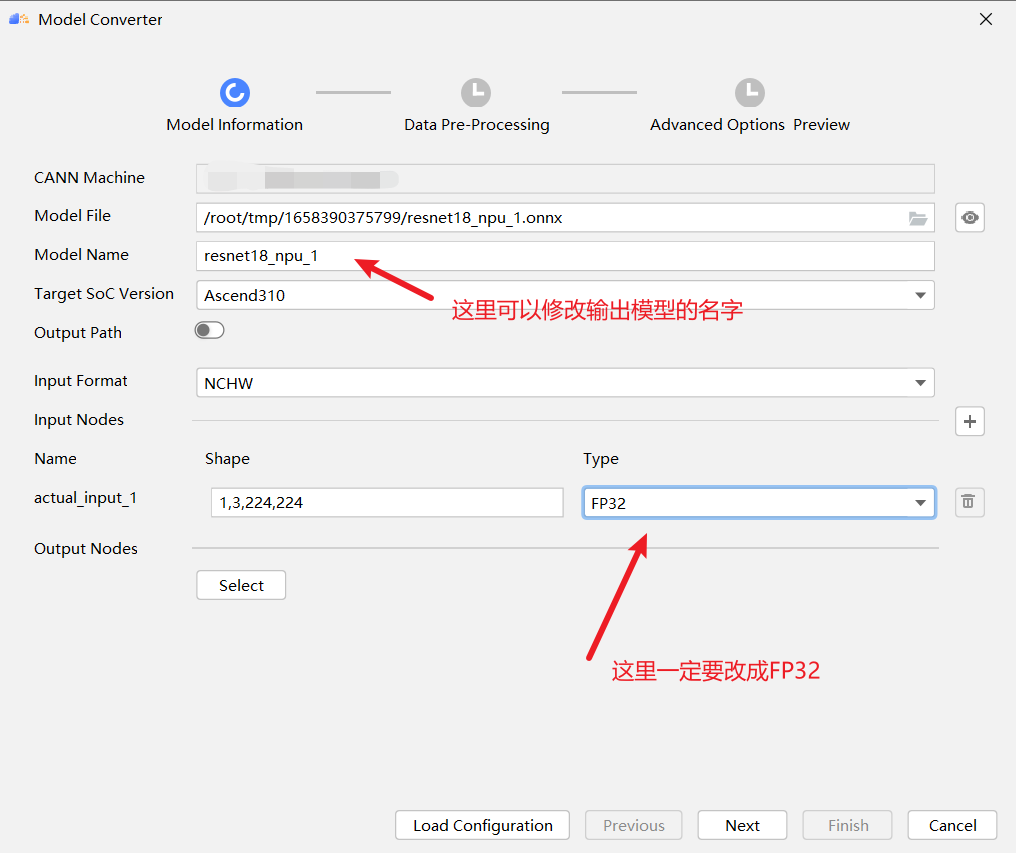 Model Converter
Model Information
Data Pre-Processing
Advanced Options Preview
CANN Machine
Model File
/root/tmp/1658390375799/resnet18_npu_1.onnx
Model Name
resnet18_npu_1
Target SoC Version
Ascend310
这里可以修改输出模型的名字
Output Path
Input Format
NCHW
Input Nodes
Name
Shape
Type
actual_input_1
1,3,224,224
FP32
Output Nodes
Select
这里一定要改成FP32
Load Configuration
Previous
Next
Finish
Cancel